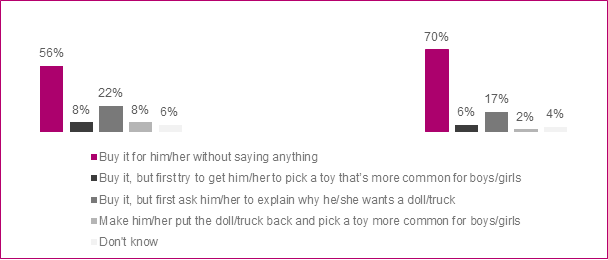 56%
8%
22%
8%
6%
70%
6%
17%
2%
4%
Buy it for him/her without saying anything
Buy it, but first try to get him/her to pick a toy that's more common for boys/girls
Buy it, but first ask him/her to explain why he/she wants a doll/truck
Make him/her put the doll/truck back and pick a toy more common for boys/girls
Don't know